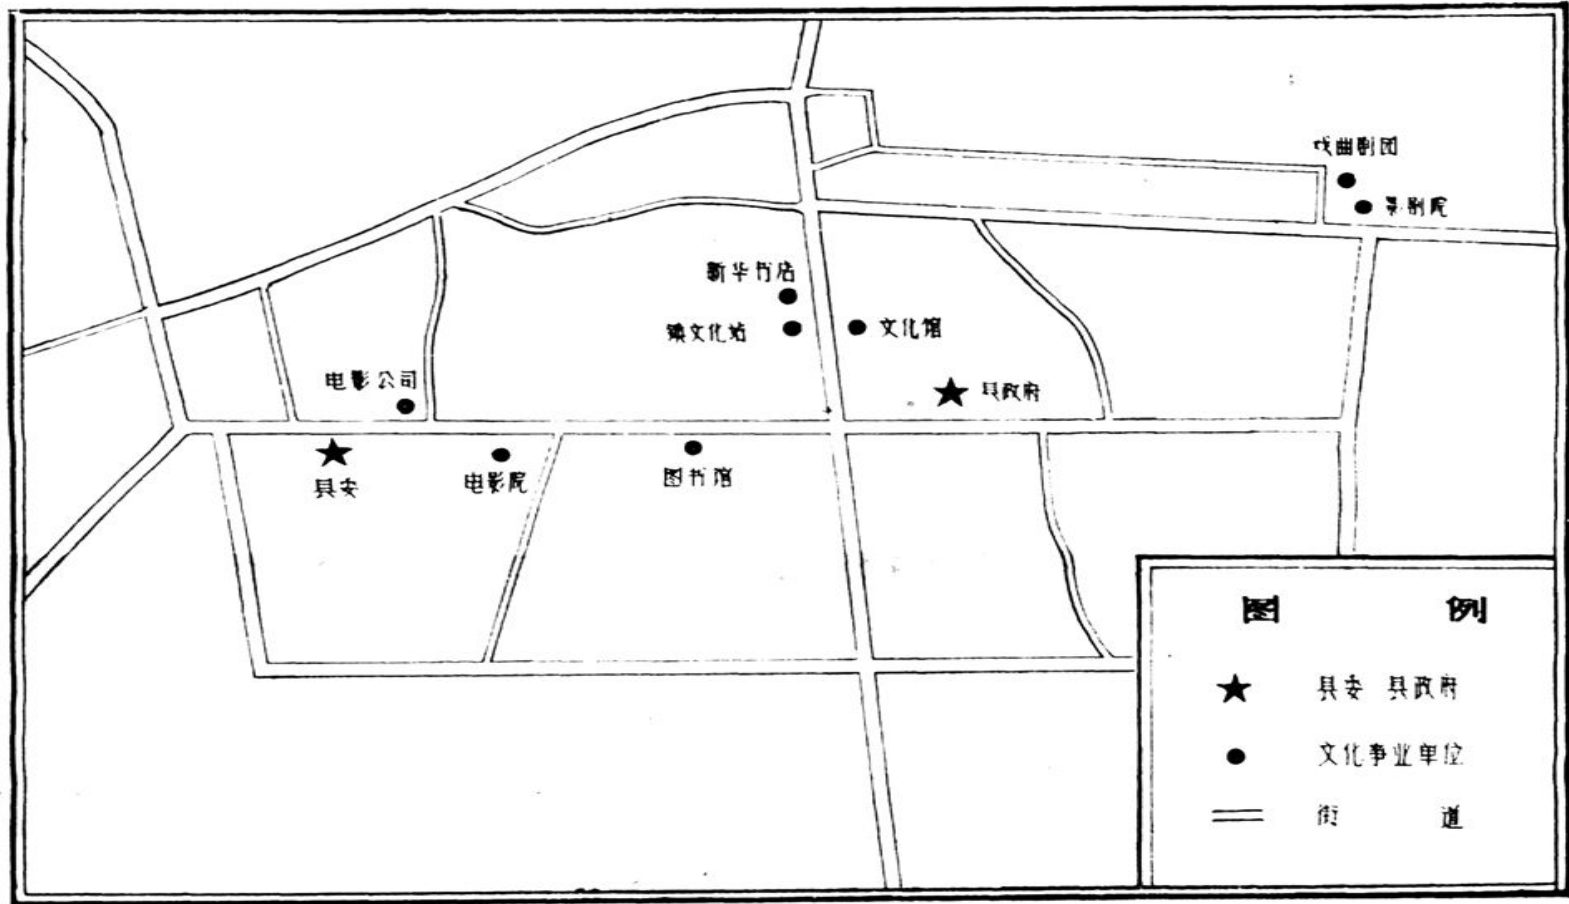 戏曲剧团
影剧院
新华书店
镇文化站
文化馆
电影公司
县政府
县委
电影院
图书馆
图 例
县委 县政府
文化事业单位
街 道